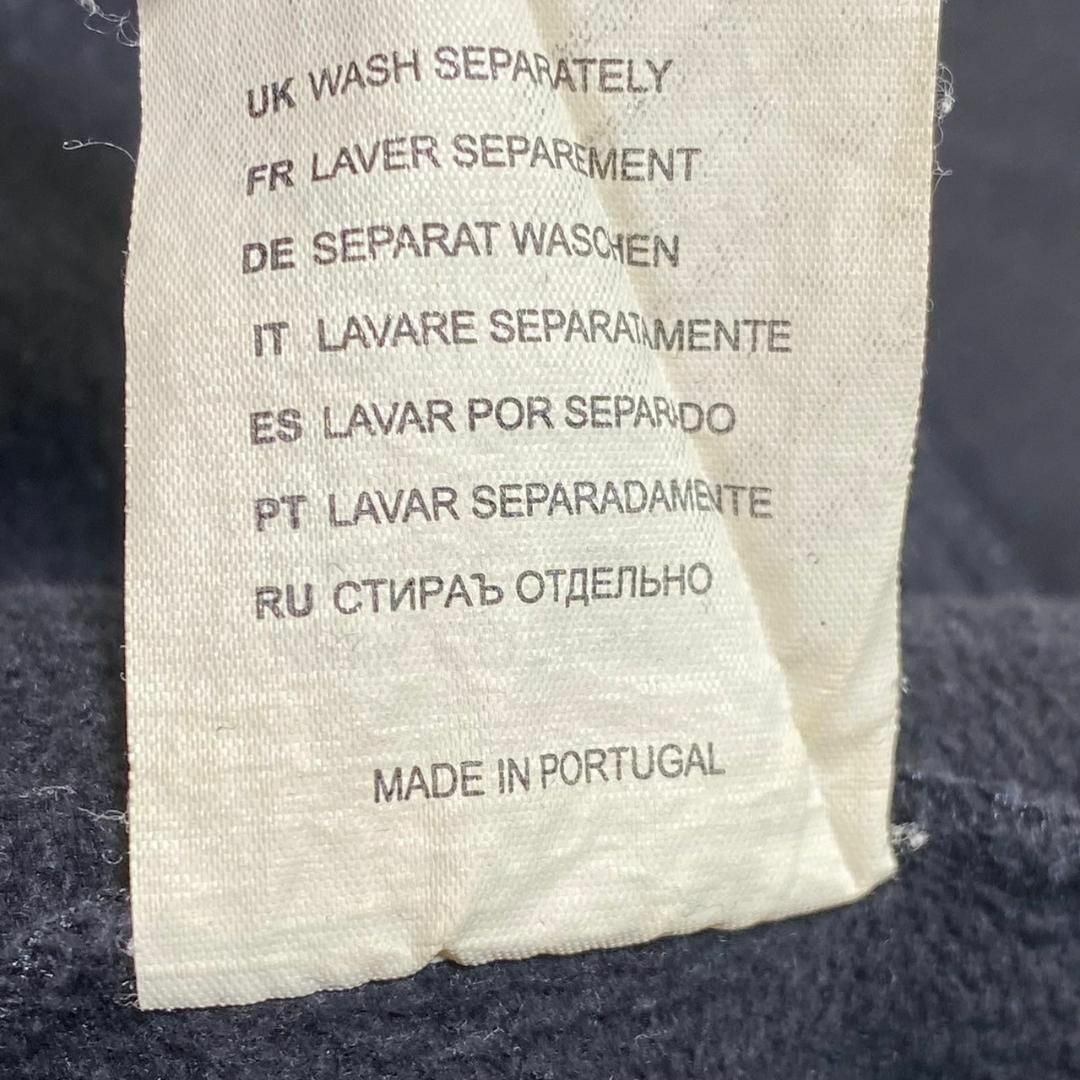 UK WASH SEPARATELY
FR LAVER SEPAREMENT
DE SEPARAT WASCHEN
IT LAVARE SEPARATAMENTE
ES LAVAR POR SEPARADO
PT LAVAR SEPARADAMENTE
RU СТИРАЪ ОТДЕЛЬНО
MADE IN PORTUGAL